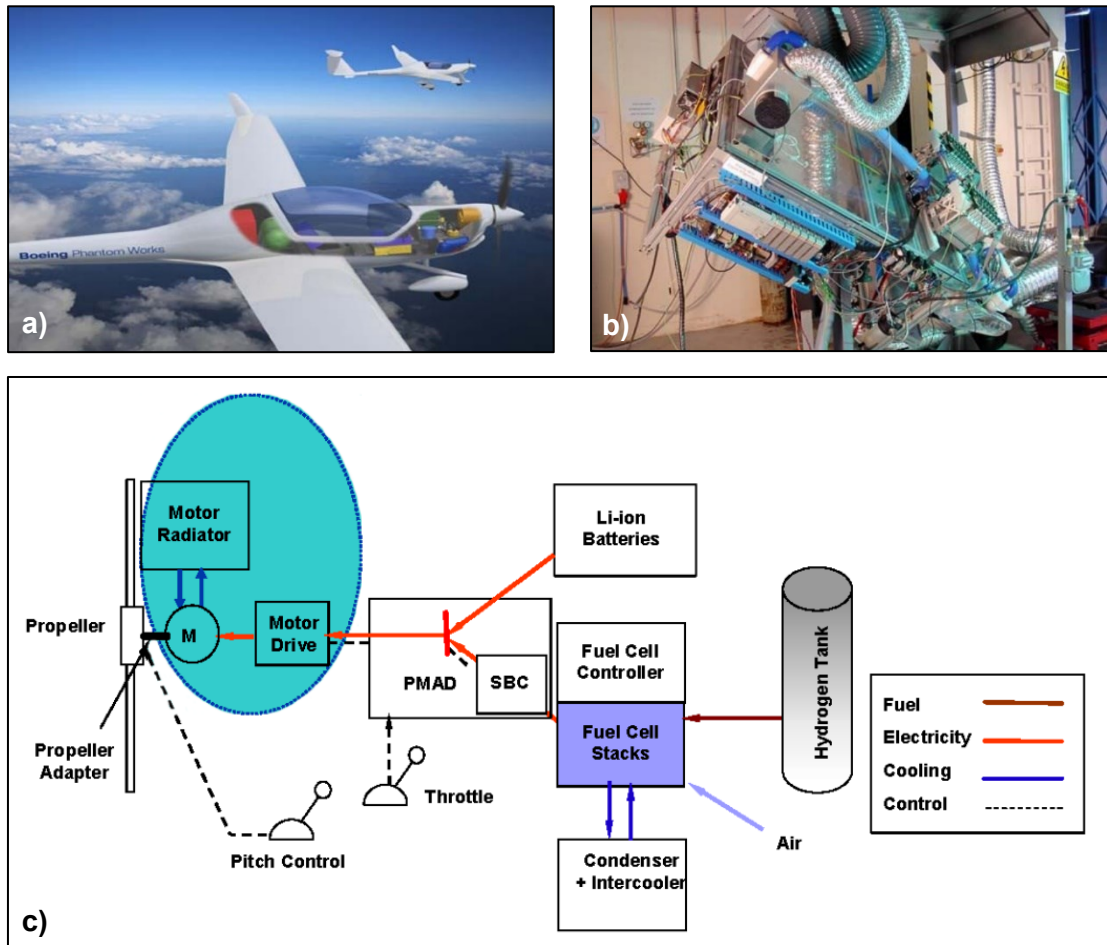 Boeing Phantom Works
a)
b)
Motor
Radiator
Li-ion
Batteries
Propeller
M
Motor
Drive
PMAD
SBC
Fuel Cell
Controller
Fuel Cell
Stacks
Hydrogen Tank
Fuel
Electricity
Cooling
Control
Propeller
Adapter
Throttle
Pitch Control
Air
Condenser
+ Intercooler
c)